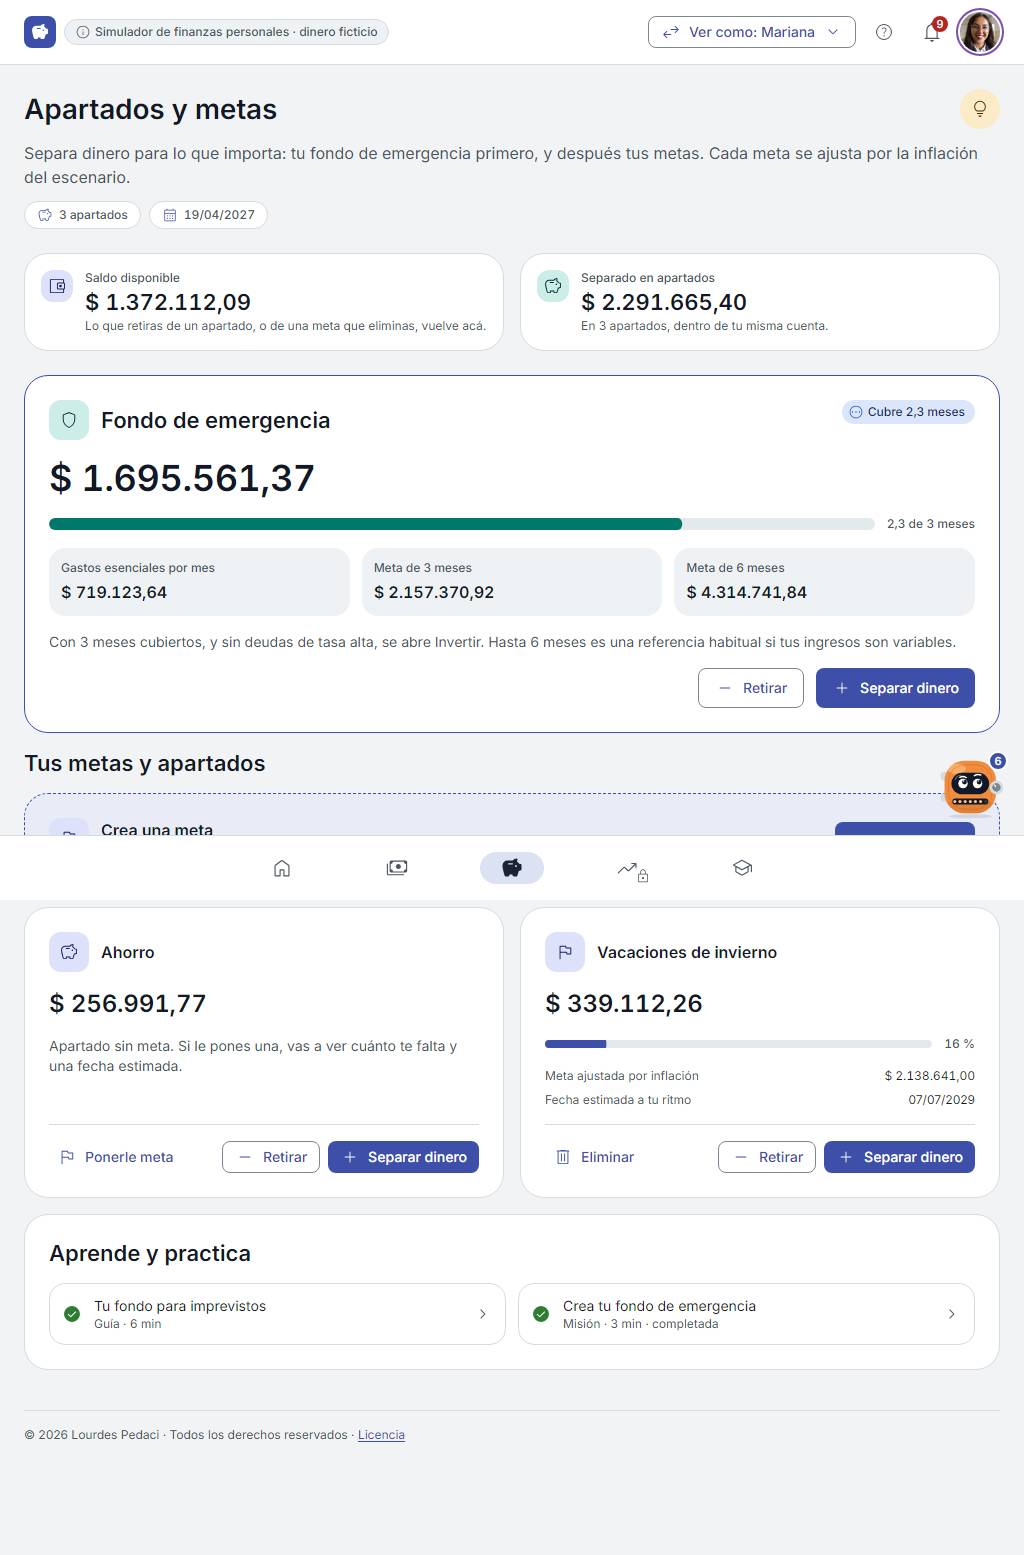 Simulador de finanzas personales · dinero ficticio
Ver como: Mariana
9
Apartados y metas
Separa dinero para lo que importa: tu fondo de emergencia primero, y después tus metas. Cada meta se ajusta por la inflación
del escenario.
3 apartados
19/04/2027
Saldo disponible
$ 1.372.112,09
Lo que retiras de un apartado, o de una meta que eliminas, vuelve acá.
Separado en apartados
$ 2.291.665,40
En 3 apartados, dentro de tu misma cuenta.
Fondo de emergencia
Cubre 2,3 meses
$ 1.695.561,37
2,3 de 3 meses
Gastos esenciales por mes
$ 719.123,64
Meta de 3 meses
$ 2.157.370,92
Meta de 6 meses
$ 4.314.741,84
Con 3 meses cubiertos, y sin deudas de tasa alta, se abre Invertir. Hasta 6 meses es una referencia habitual si tus ingresos son variables.
Retirar
Separar dinero
Tus metas y apartados
6
Crea una meta
Ahorro
$ 256.991,77
Apartado sin meta. Si le pones una, vas a ver cuánto te falta y
una fecha estimada.
Ponerle meta
Retirar
Separar dinero
Vacaciones de invierno
$ 339.112,26
16 %
Meta ajustada por inflación
$ 2.138.641,00
Fecha estimada a tu ritmo
07/07/2029
Eliminar
Retirar
Separar dinero
Aprende y practica
Tu fondo para imprevistos
Guía · 6 min
Crea tu fondo de emergencia
Misión · 3 min · completada
© 2026 Lourdes Pedaci · Todos los derechos reservados · Licencia